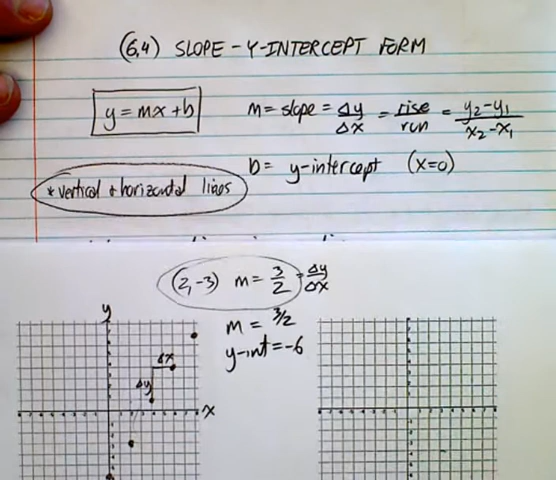 (6,4) SLOPE - Y-INTERCEPT FORM
y = mx + b
m = slope = Δy/Δx = rise/run = y₂-y₁/x₂-x₁
b = y-intercept (x=0)
* vertical + horizontal lines
(2,-3) m = 3/2 = Δy/Δx
m = 3/2
y-int = -6
y
Δx
Δy
x